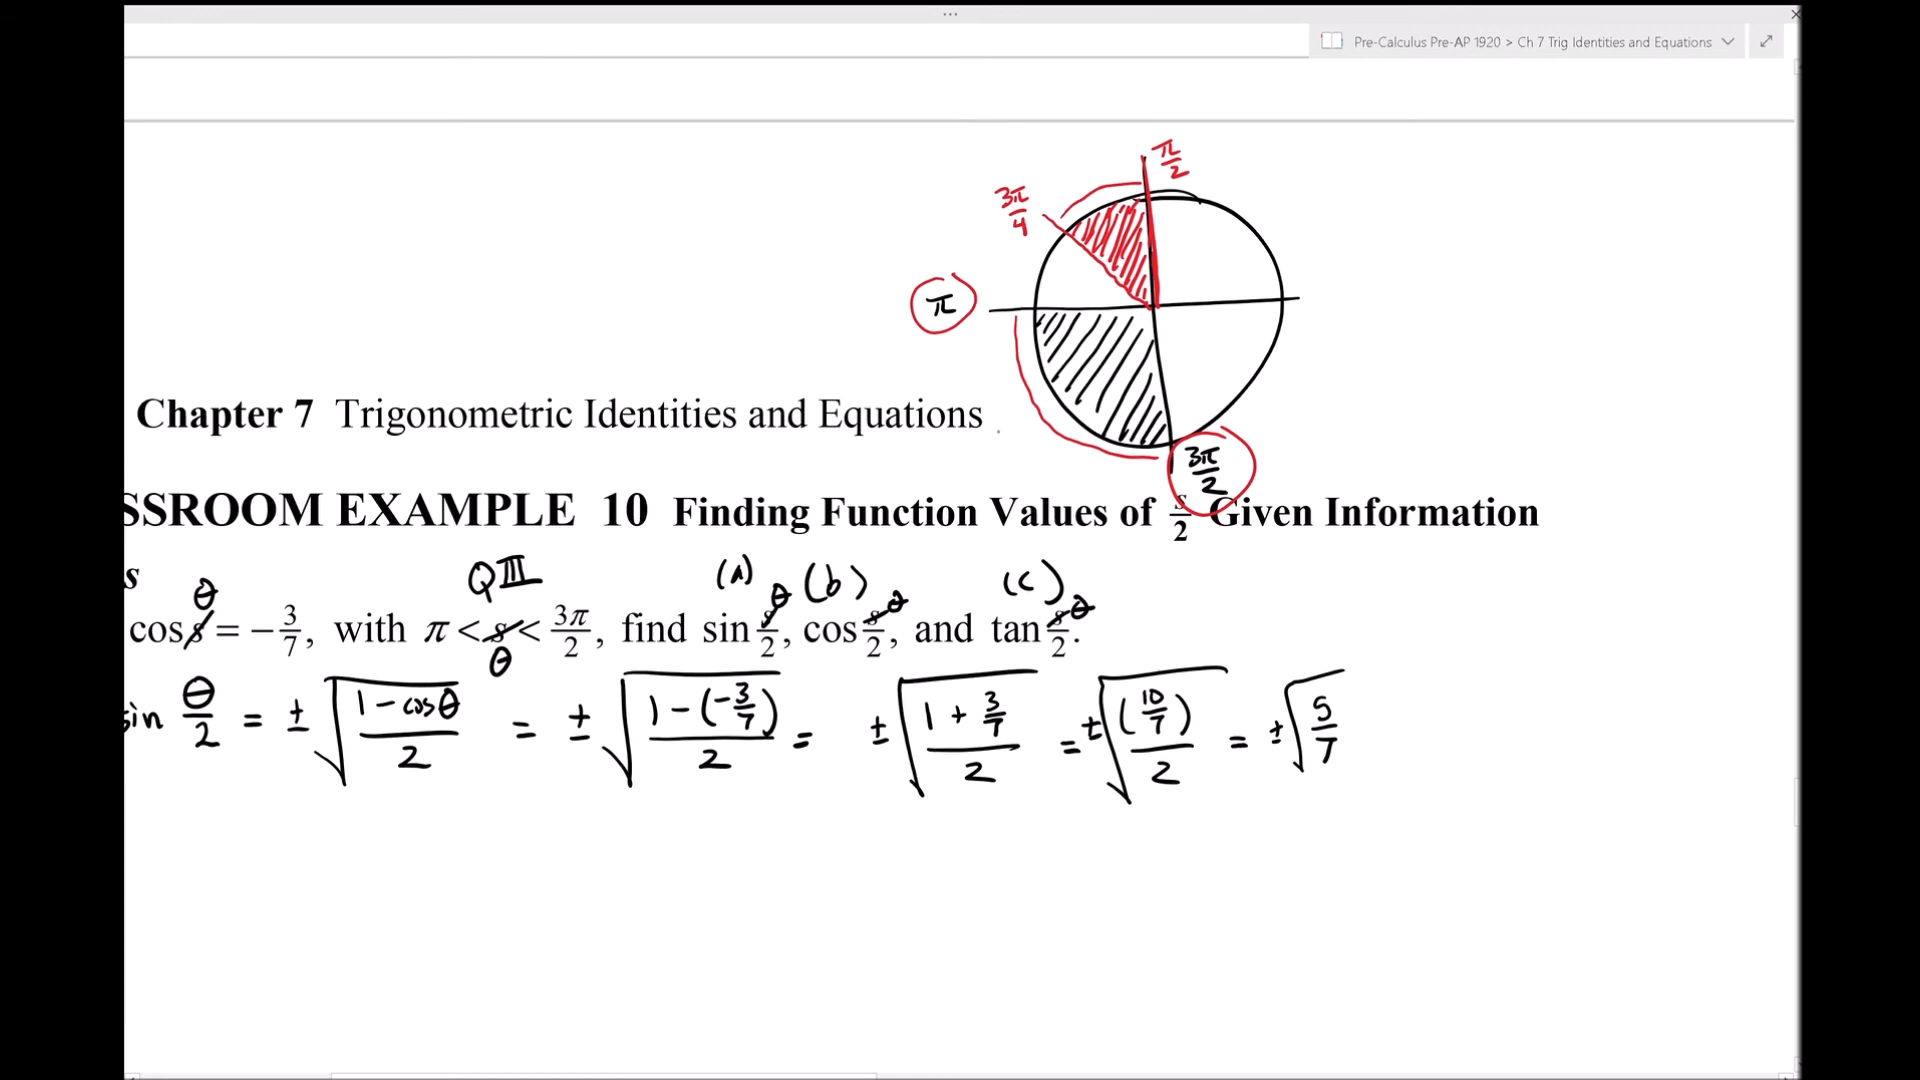 Pre-Calculus Pre-AP 1920 > Ch 7 Trig Identities and Equations
π/2
3π/4
π
Chapter 7 Trigonometric Identities and Equations
3π/2
SSROOM EXAMPLE 10 Finding Function Values of s/2 Given Information
s θ QIII (a) θ (b) θ (c) θ
cos s = −3/7, with π < s < 3π/2, find sin s/2, cos s/2, and tan s/2.
θ
sin θ/2 = ±√((1 − cosθ)/2) = ±√((1 − (−3/7))/2) = ±√((1 + 3/7)/2) = ±√((10/7)/2) = ±√(5/7)